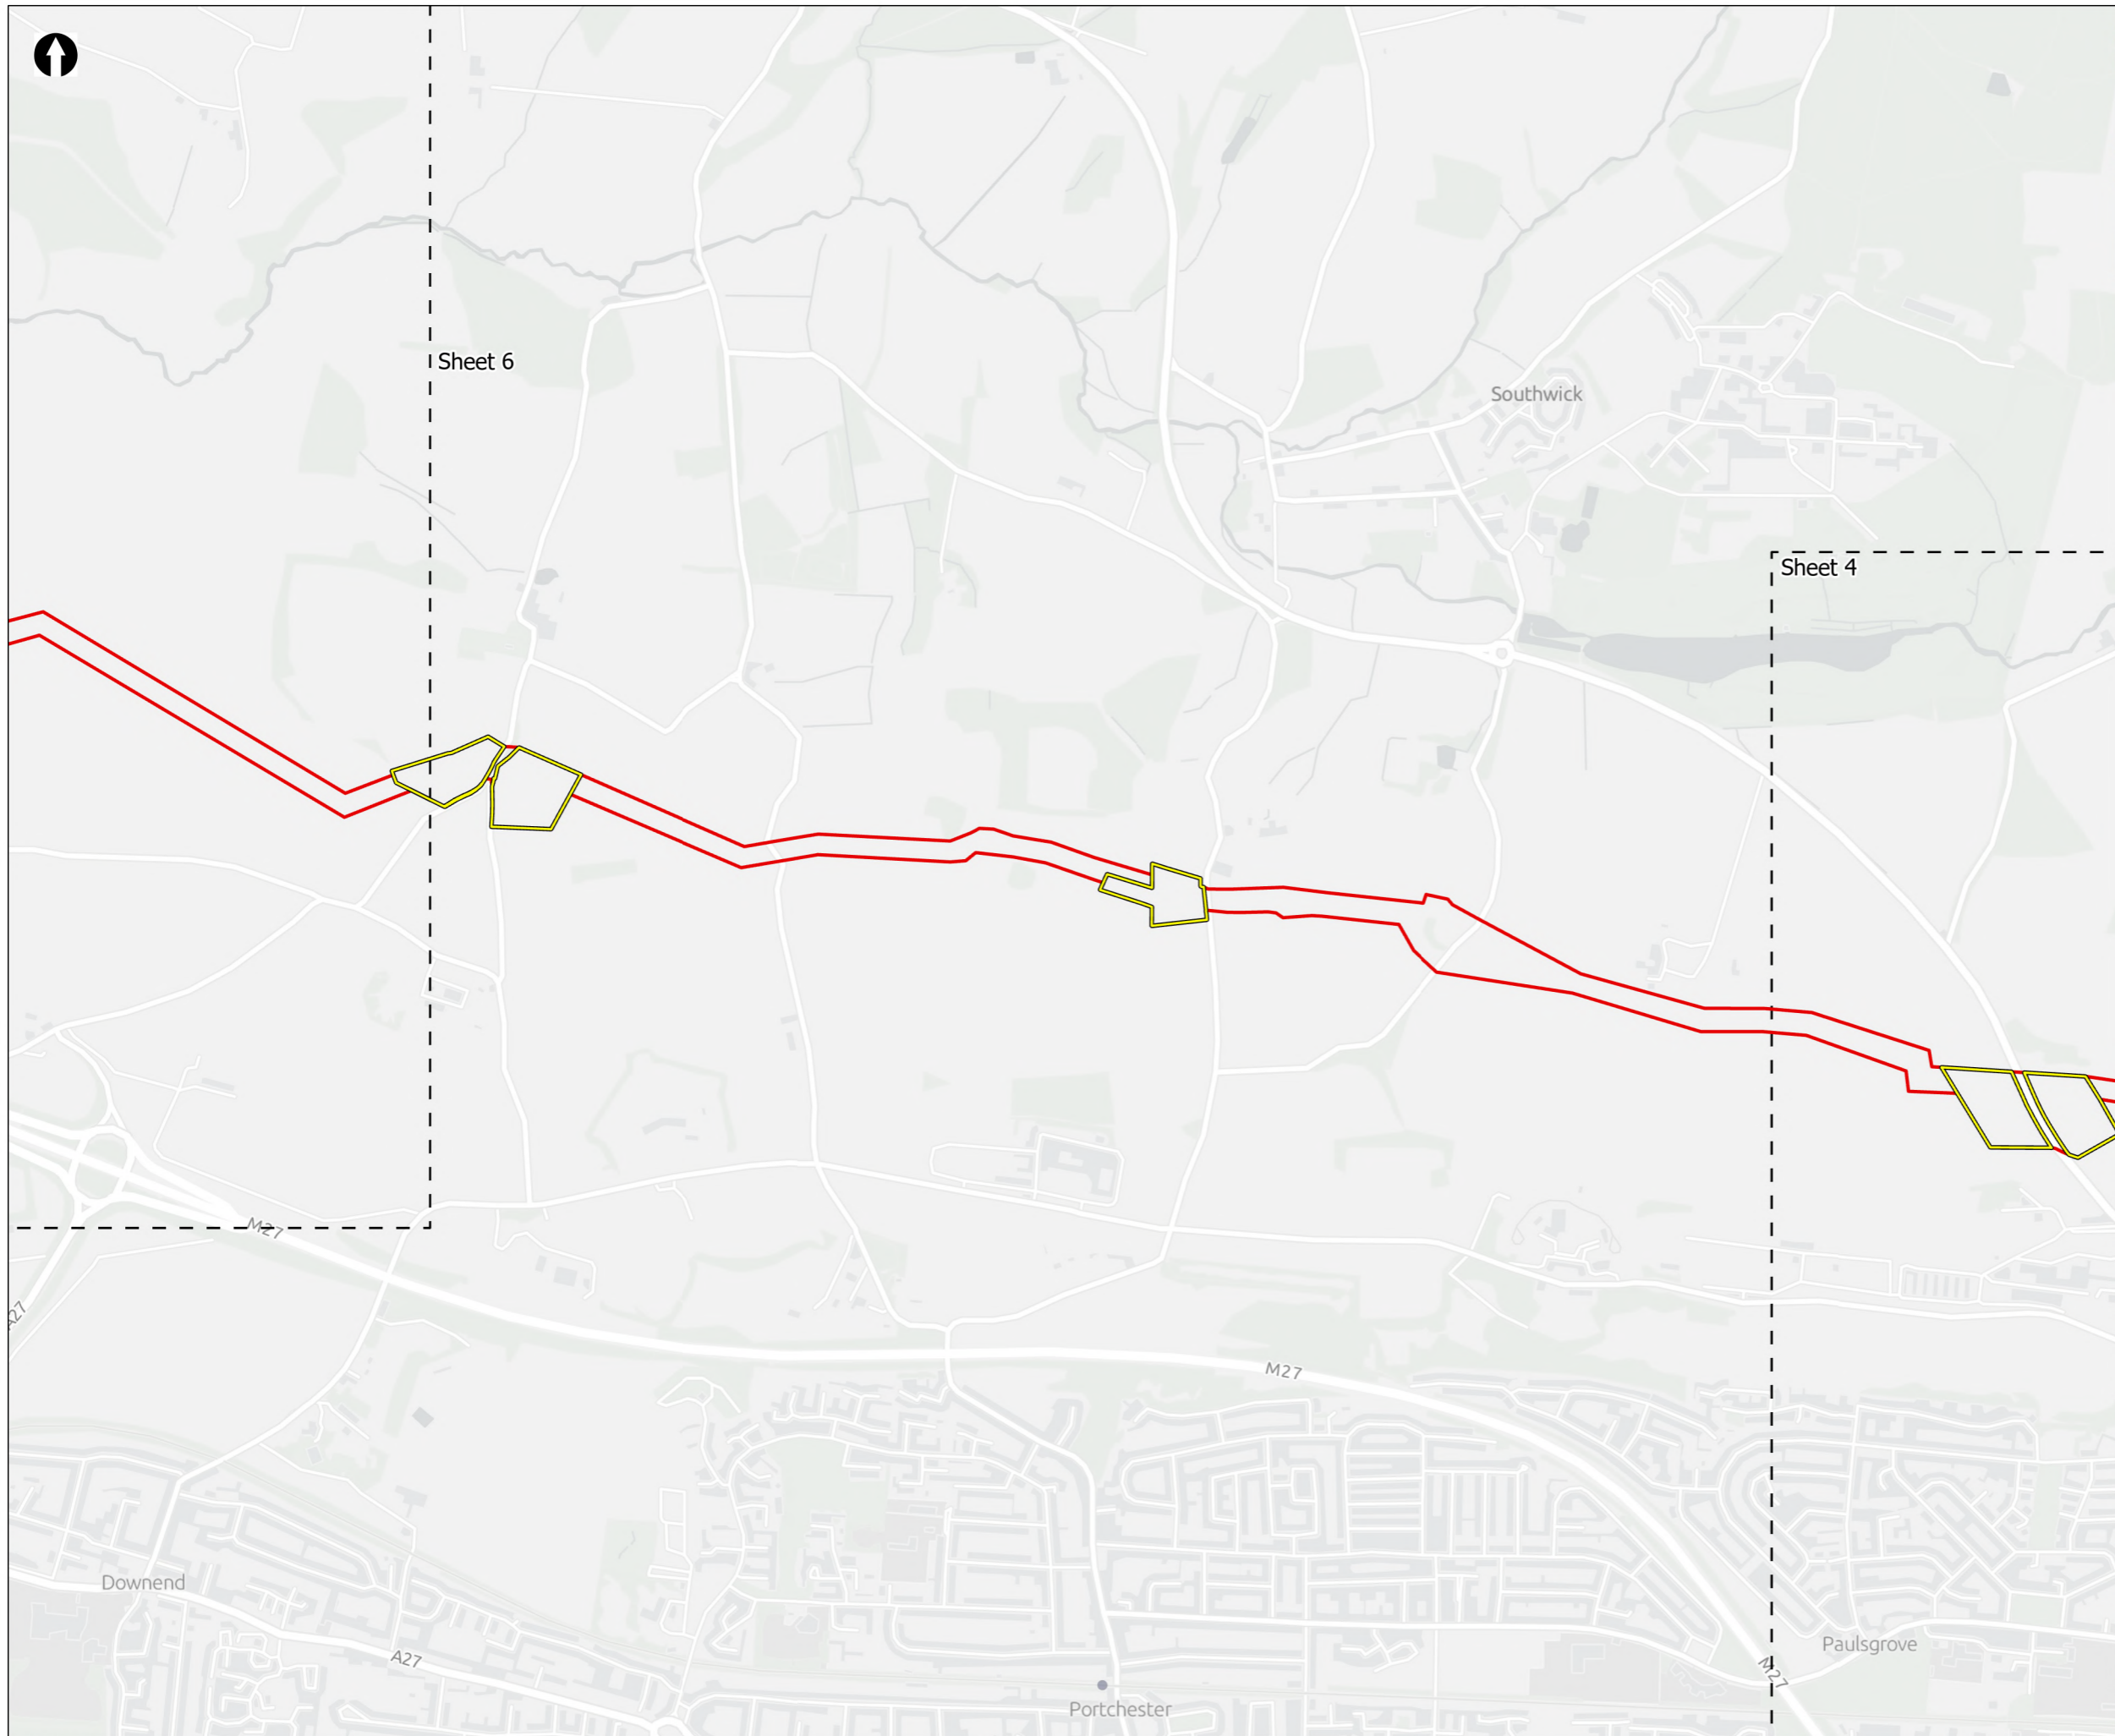 Sheet 6
Southwick
Sheet 4
M27
A27
M27
Downend
Paulsgrove
A27
M27
Portchester